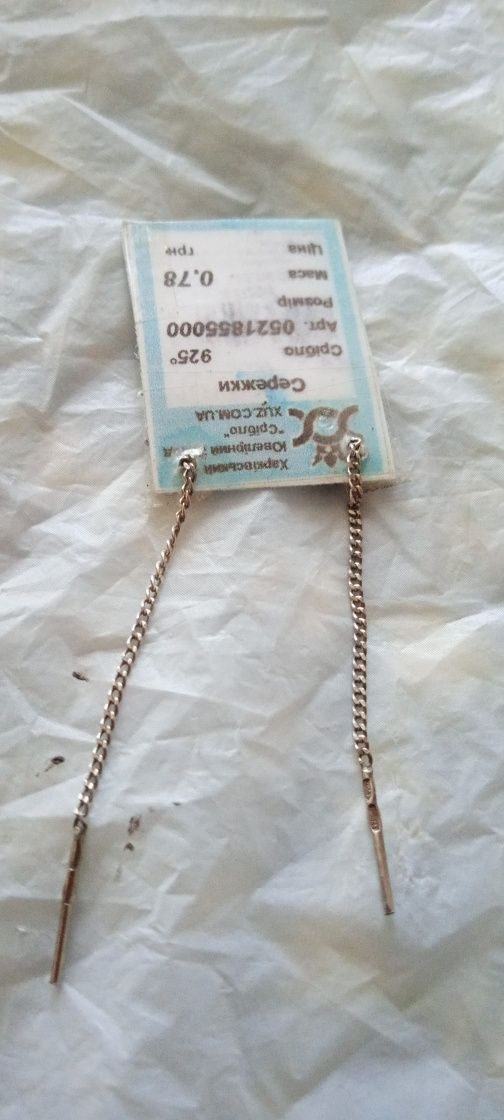 Харківський
Ювелірний
"Срібло"
XUZ.COM.UA
Сережки
Срібло 925°
Арт. 0521855000
Розмір
Маса 0,78
Ціна грн